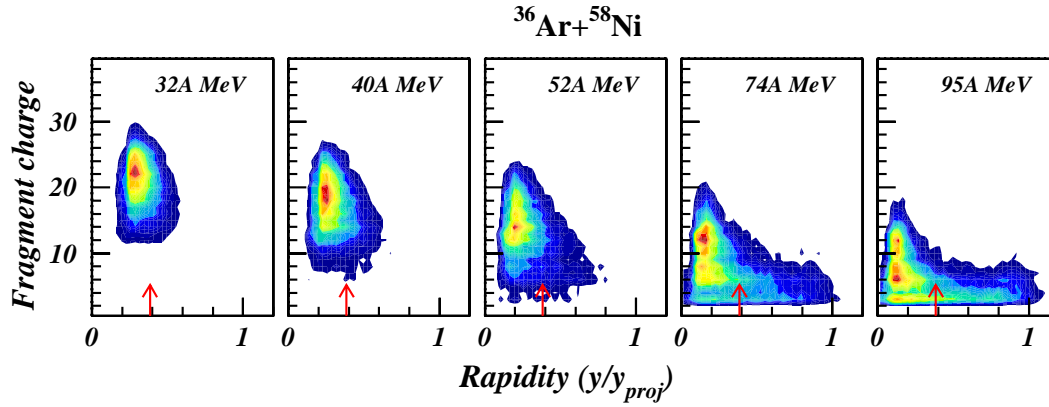 ³⁶Ar+⁵⁸Ni
32A MeV 40A MeV 52A MeV 74A MeV 95A MeV
Fragment charge
30
20
10
0 1 0 1 0 1 0 1 0 1
Rapidity (y/y_proj)